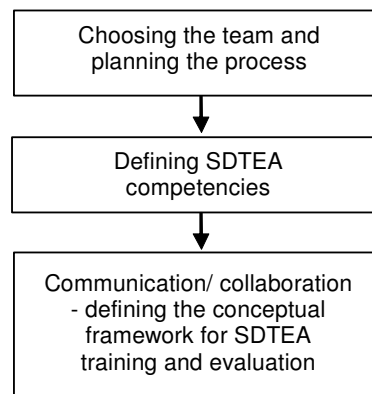 Choosing the team and
planning the process
Defining SDTEA
competencies
Communication/ collaboration
- defining the conceptual
framework for SDTEA
training and evaluation